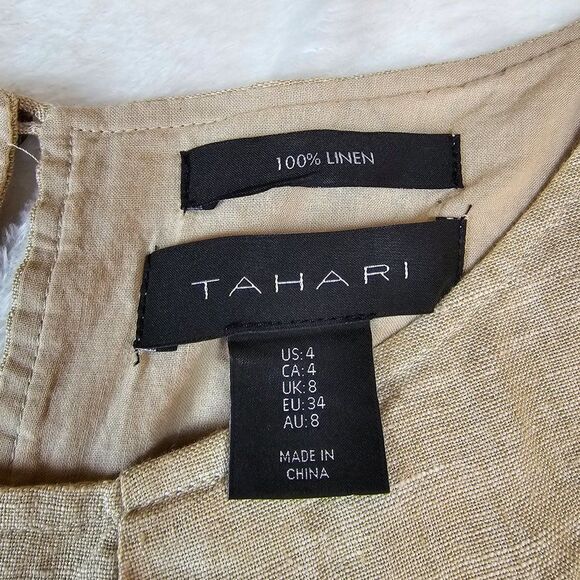 100% LINEN
TAHARI
US: 4
CA: 4
UK: 8
EU: 34
AU: 8
MADE IN
CHINA